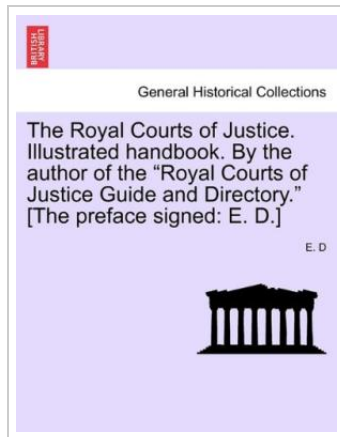 BRITISH
LIBRARY
General Historical Collections
The Royal Courts of Justice.
Illustrated handbook. By the
author of the “Royal Courts of
Justice Guide and Directory.”
[The preface signed: E. D.]
E. D